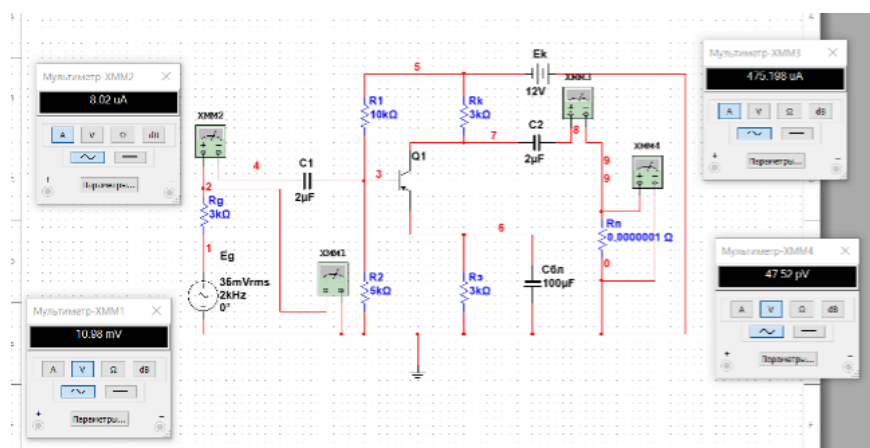 Мультиметр-XMM2
8.02 uA
A V Ω dB
Параметры...
+ -
Мультиметр-XMM1
10.98 mV
A V Ω dB
Параметры...
+ -
Мультиметр-XMM3
475.198 uA
A V Ω dB
Параметры...
+ -
Мультиметр-XMM4
47.52 pV
A V Ω dB
Параметры...
+ -
5
Ek
12V
XMM3
R1
10kΩ
Rk
3kΩ
XMM2
C2
2µF
7
8
XMM4
4
C1
2µF
3
Q1
9
9
2
Rg
3kΩ
1
Eg
35mVrms
2kHz
0°
XMM1
R2
5kΩ
6
Rэ
3kΩ
Cбл
100µF
Rn
0.0000001 Ω
0